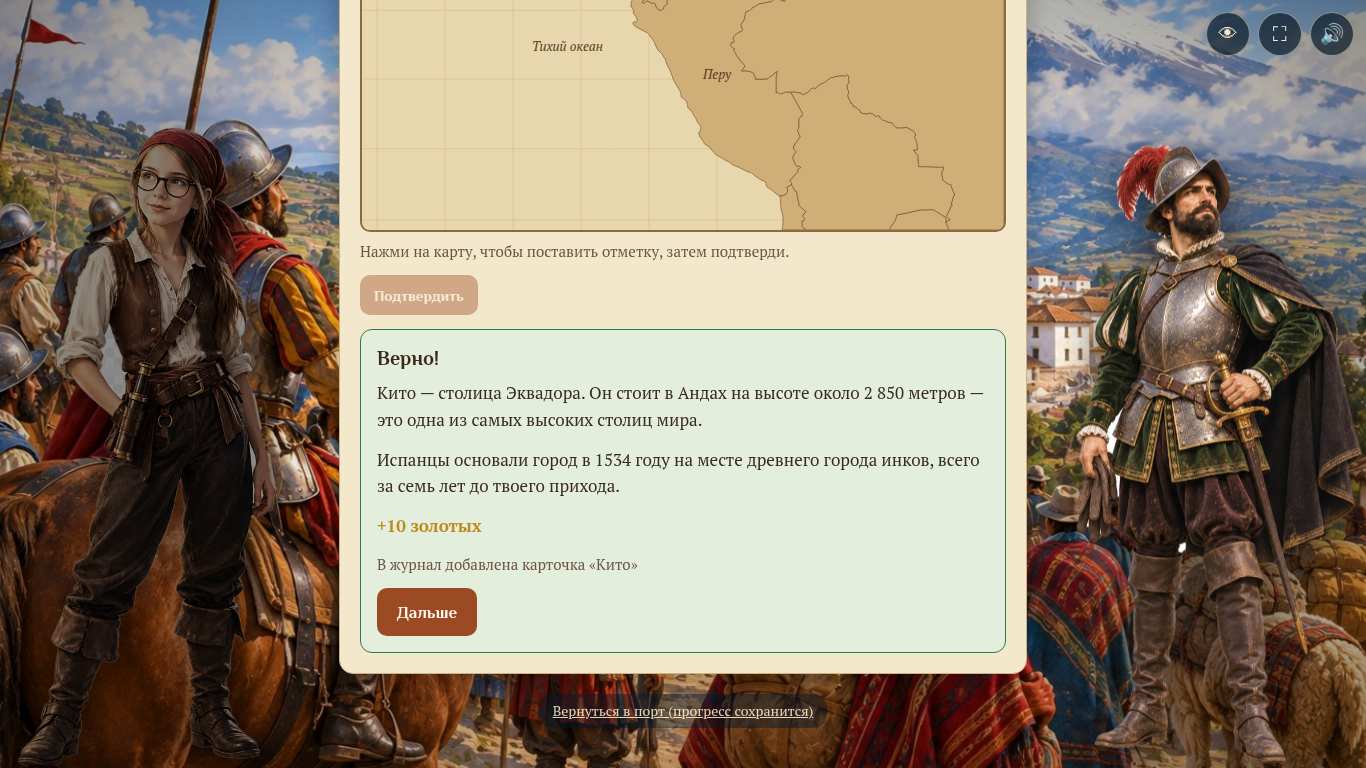 Тихий океан
Перу
Нажми на карту, чтобы поставить отметку, затем подтверди.
Подтвердить
Верно!
Кито — столица Эквадора. Он стоит в Андах на высоте около 2 850 метров —
это одна из самых высоких столиц мира.
Испанцы основали город в 1534 году на месте древнего города инков, всего
за семь лет до твоего прихода.
+10 золотых
В журнал добавлена карточка «Кито»
Дальше
Вернуться в порт (прогресс сохранится)